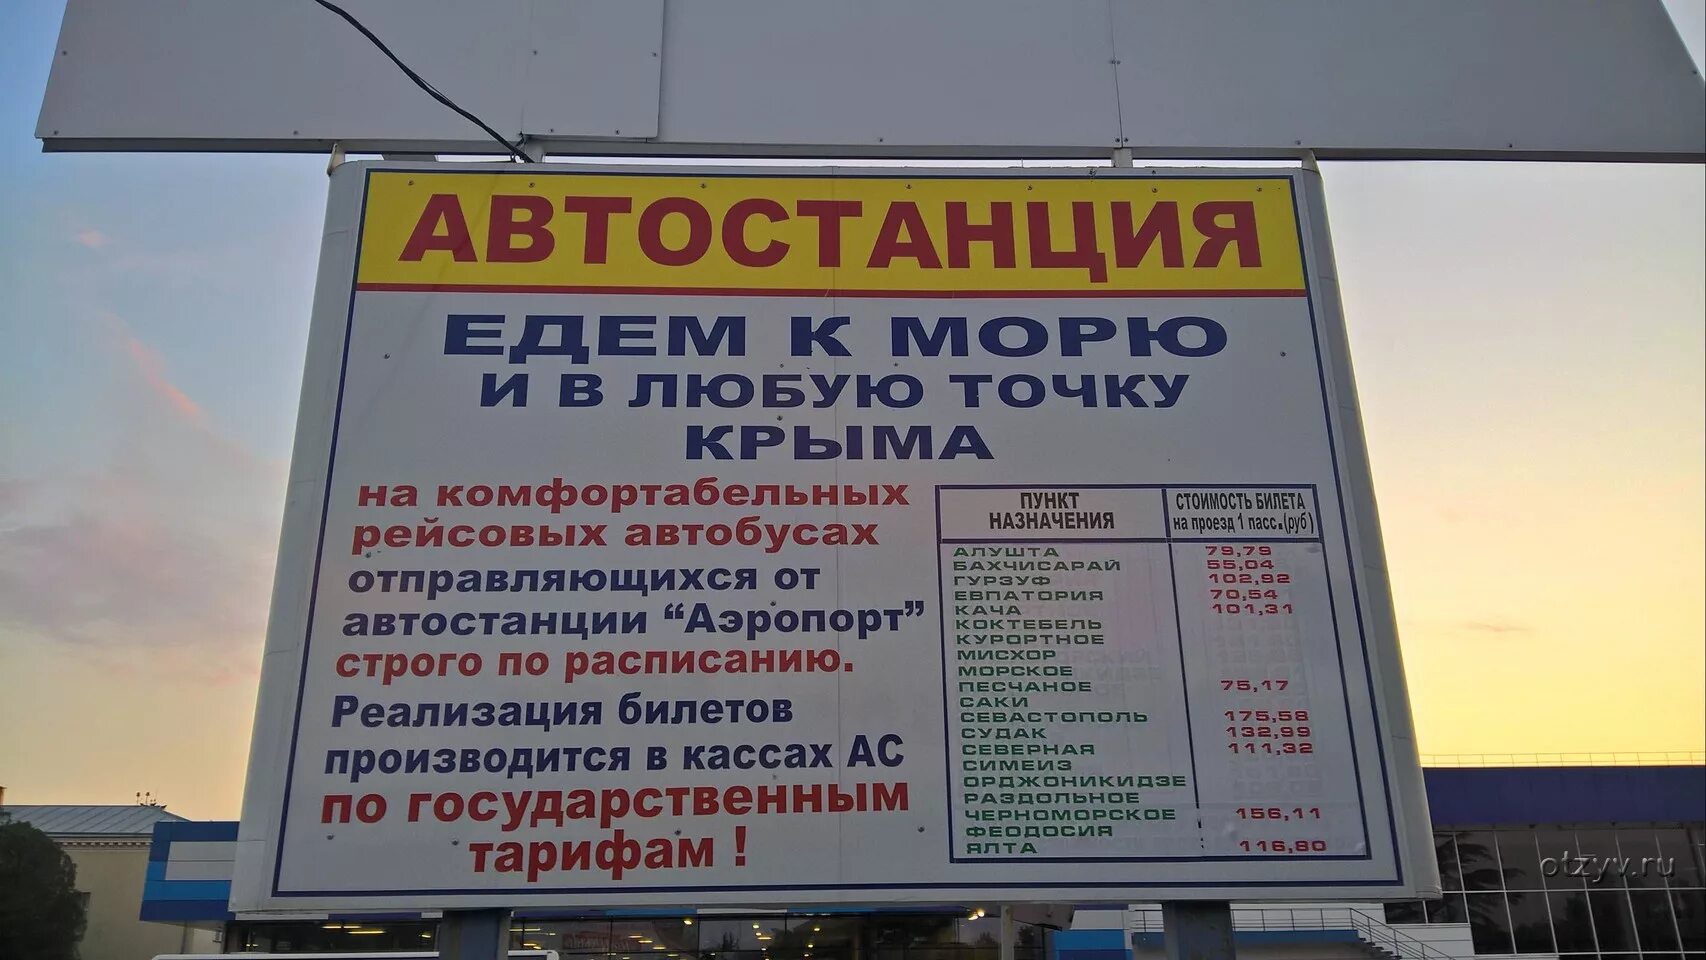 АВТОСТАНЦИЯ
ЕДЕМ К МОРЮ
И В ЛЮБУЮ ТОЧКУ
КРЫМА
на комфортабельных
рейсовых автобусах
отправляющихся от
автостанции “Аэропорт”
строго по расписанию.
Реализация билетов
производится в кассах АС
по государственным
тарифам !
ПУНКТ НАЗНАЧЕНИЯ СТОИМОСТЬ БИЛЕТА на проезд 1 пасс.(руб)
АЛУШТА 79,79
БАХЧИСАРАЙ 55,04
ГУРЗУФ 102,92
ЕВПАТОРИЯ 70,54
КАЧА 101,31
КОКТЕБЕЛЬ
КУРОРТНОЕ
МИСХОР
МОРСКОЕ
ПЕСЧАНОЕ 75,17
САКИ
СЕВАСТОПОЛЬ 175,58
СУДАК 132,99
СЕВЕРНАЯ 111,32
СИМЕИЗ
ОРДЖОНИКИДЗЕ
РАЗДОЛЬНОЕ
ЧЕРНОМОРСКОЕ 156,11
ФЕОДОСИЯ
ЯЛТА 116,80
otzyv.ru